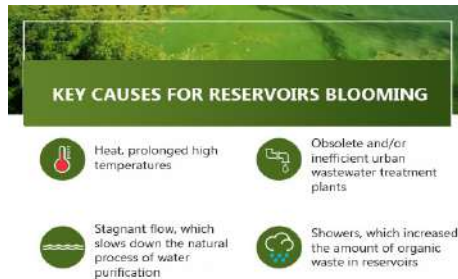 KEY CAUSES FOR RESERVOIRS BLOOMING
Heat, prolonged high
temperatures
Obsolete and/or
inefficient urban
wastewater treatment
plants
Stagnant flow, which
slows down the natural
process of water
purification
Showers, which increased
the amount of organic
waste in reservoirs